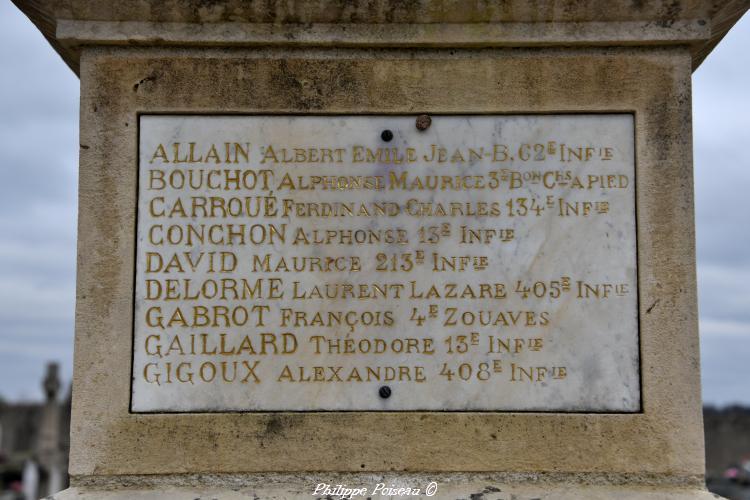 ALLAIN ALBERT EMILE JEAN-B. 62E INFIE
BOUCHOT ALPHONSE MAURICE 3E BON CHS A PIED
CARROUÉ FERDINAND CHARLES 134E INFIE
CONCHON ALPHONSE 13E INFIE
DAVID MAURICE 213E INFIE
DELORME LAURENT LAZARE 405E INFIE
GABROT FRANÇOIS 4E ZOUAVES
GAILLARD THÉODORE 13E INFIE
GIGOUX ALEXANDRE 408E INFIE
Philippe Poiseau ©